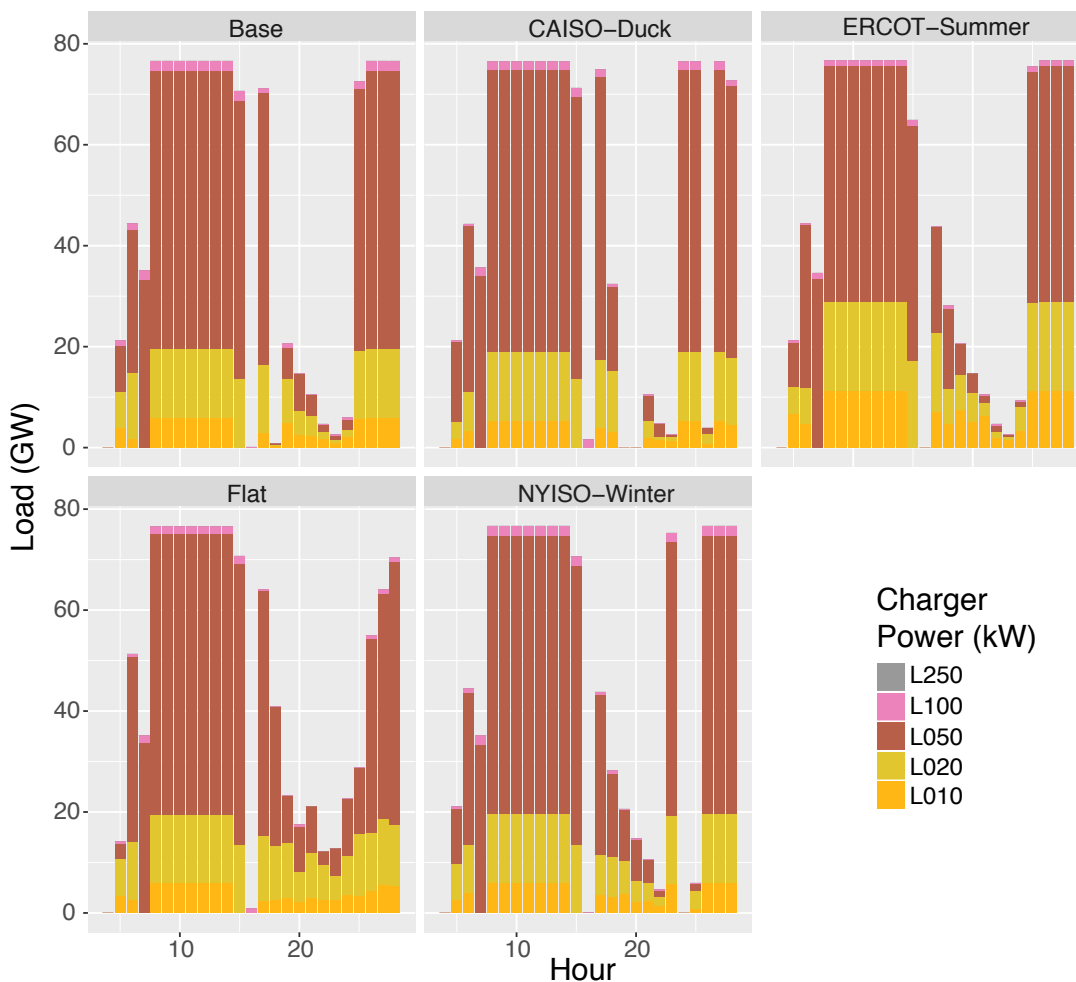 Base
CAISO−Duck
ERCOT−Summer
80
60
40
20
0
Flat
NYISO−Winter
80
60
40
20
0
10
20
10
20
Load (GW)
Hour
Charger
Power (kW)
L250
L100
L050
L020
L010